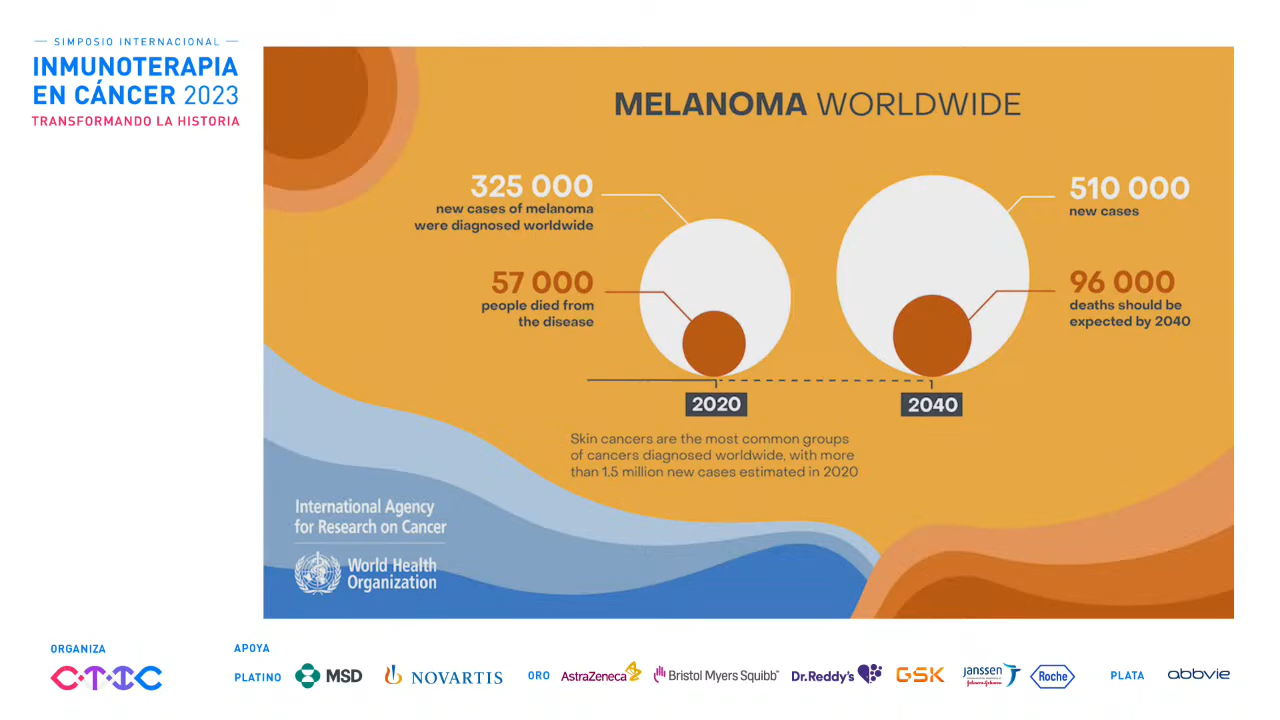 SIMPOSIO INTERNACIONAL
INMUNOTERAPIA
EN CÁNCER 2023
TRANSFORMANDO LA HISTORIA
MELANOMA WORLDWIDE
325 000
new cases of melanoma
were diagnosed worldwide
57 000
people died from
the disease
510 000
new cases
96 000
deaths should be
expected by 2040
2020
2040
Skin cancers are the most common groups
of cancers diagnosed worldwide, with more
than 1.5 million new cases estimated in 2020
International Agency
for Research on Cancer
World Health
Organization
ORGANIZA
CTIC
APOYA
PLATINO
MSD
NOVARTIS
ORO
AstraZeneca
Bristol Myers Squibb™
Dr.Reddy's
GSK
Janssen
Johnson & Johnson
Roche
PLATA
abbvie